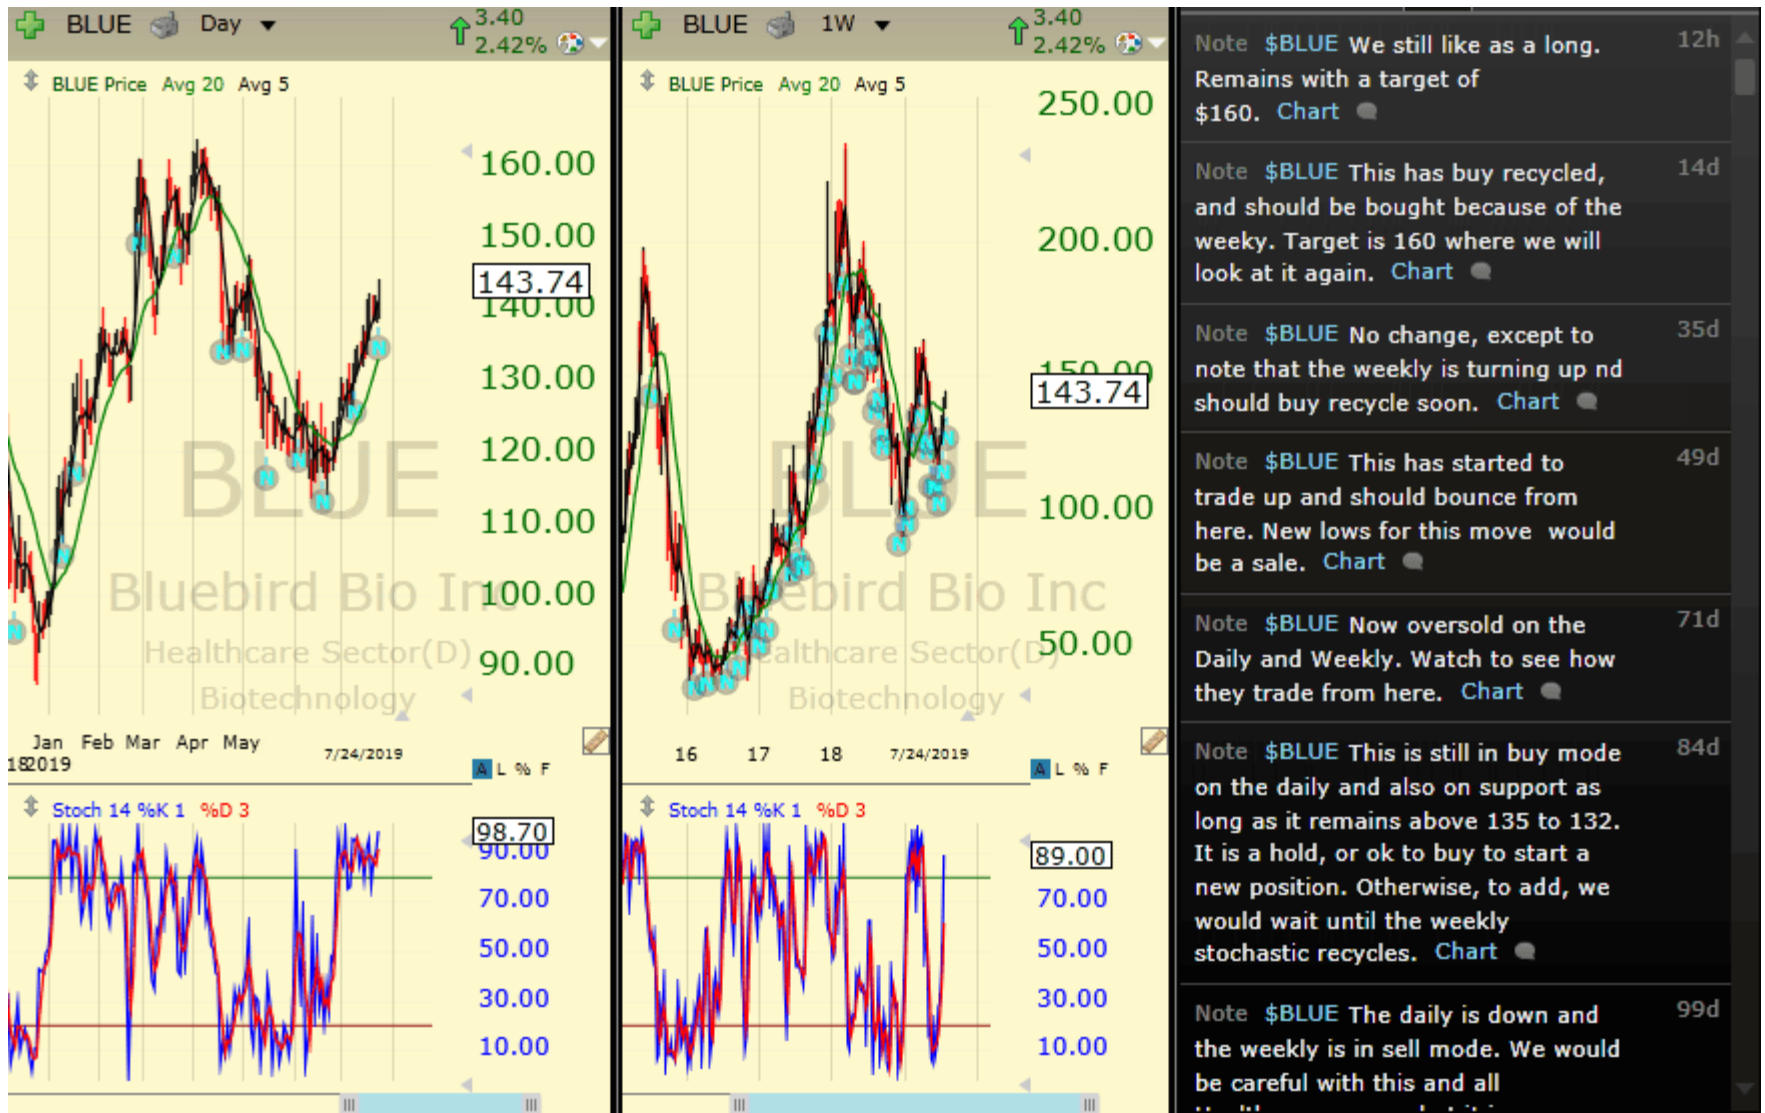 BLUE Day
3.40
2.42%
BLUE Price Avg 20 Avg 5
160.00
150.00
143.74
140.00
130.00
120.00
110.00
100.00
90.00
BLUE
Bluebird Bio Inc
Healthcare Sector(D)
Biotechnology
Jan Feb Mar Apr May 7/24/2019
182019
A L % F
Stoch 14 %K 1 %D 3
98.70
90.00
70.00
50.00
30.00
10.00
BLUE 1W
3.40
2.42%
BLUE Price Avg 20 Avg 5
250.00
200.00
150.00
143.74
100.00
50.00
BLUE
Bluebird Bio Inc
Healthcare Sector(D)
Biotechnology
16 17 18 7/24/2019
A L % F
Stoch 14 %K 1 %D 3
89.00
70.00
50.00
30.00
10.00
Note $BLUE We still like as a long. 12h
Remains with a target of
$160. Chart
Note $BLUE This has buy recycled, 14d
and should be bought because of the
weeky. Target is 160 where we will
look at it again. Chart
Note $BLUE No change, except to 35d
note that the weekly is turning up nd
should buy recycle soon. Chart
Note $BLUE This has started to 49d
trade up and should bounce from
here. New lows for this move would
be a sale. Chart
Note $BLUE Now oversold on the 71d
Daily and Weekly. Watch to see how
they trade from here. Chart
Note $BLUE This is still in buy mode 84d
on the daily and also on support as
long as it remains above 135 to 132.
It is a hold, or ok to buy to start a
new position. Otherwise, to add, we
would wait until the weekly
stochastic recycles. Chart
Note $BLUE The daily is down and 99d
the weekly is in sell mode. We would
be careful with this and all